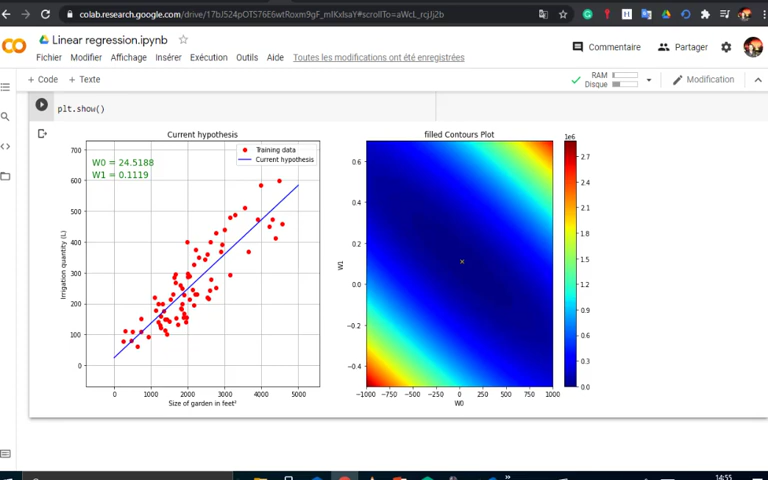 colab.research.google.com/drive/17bJ524pOTS76E6wtRoxm9gF_mIKxIsaY#scrollTo=aWcL_rcjJj2b
Linear regression.ipynb
Commentaire
Partager
Fichier Modifier Affichage Insérer Exécution Outils Aide Toutes les modifications ont été enregistrées
+ Code + Texte
RAM
Disque
Modification
plt.show()
Current hypothesis
W0 = 24.5188
W1 = 0.1119
Training data
Current hypothesis
700
600
500
400
300
200
100
0
Irrigation quantity (L)
0 1000 2000 3000 4000 5000
Size of garden in feet²
filled Contours Plot
0.6
0.4
0.2
0.0
−0.2
−0.4
W1
−1000 −750 −500 −250 0 250 500 750 1000
W0
1e6
2.7
2.4
2.1
1.8
1.5
1.2
0.9
0.6
0.3
0.0
14:55